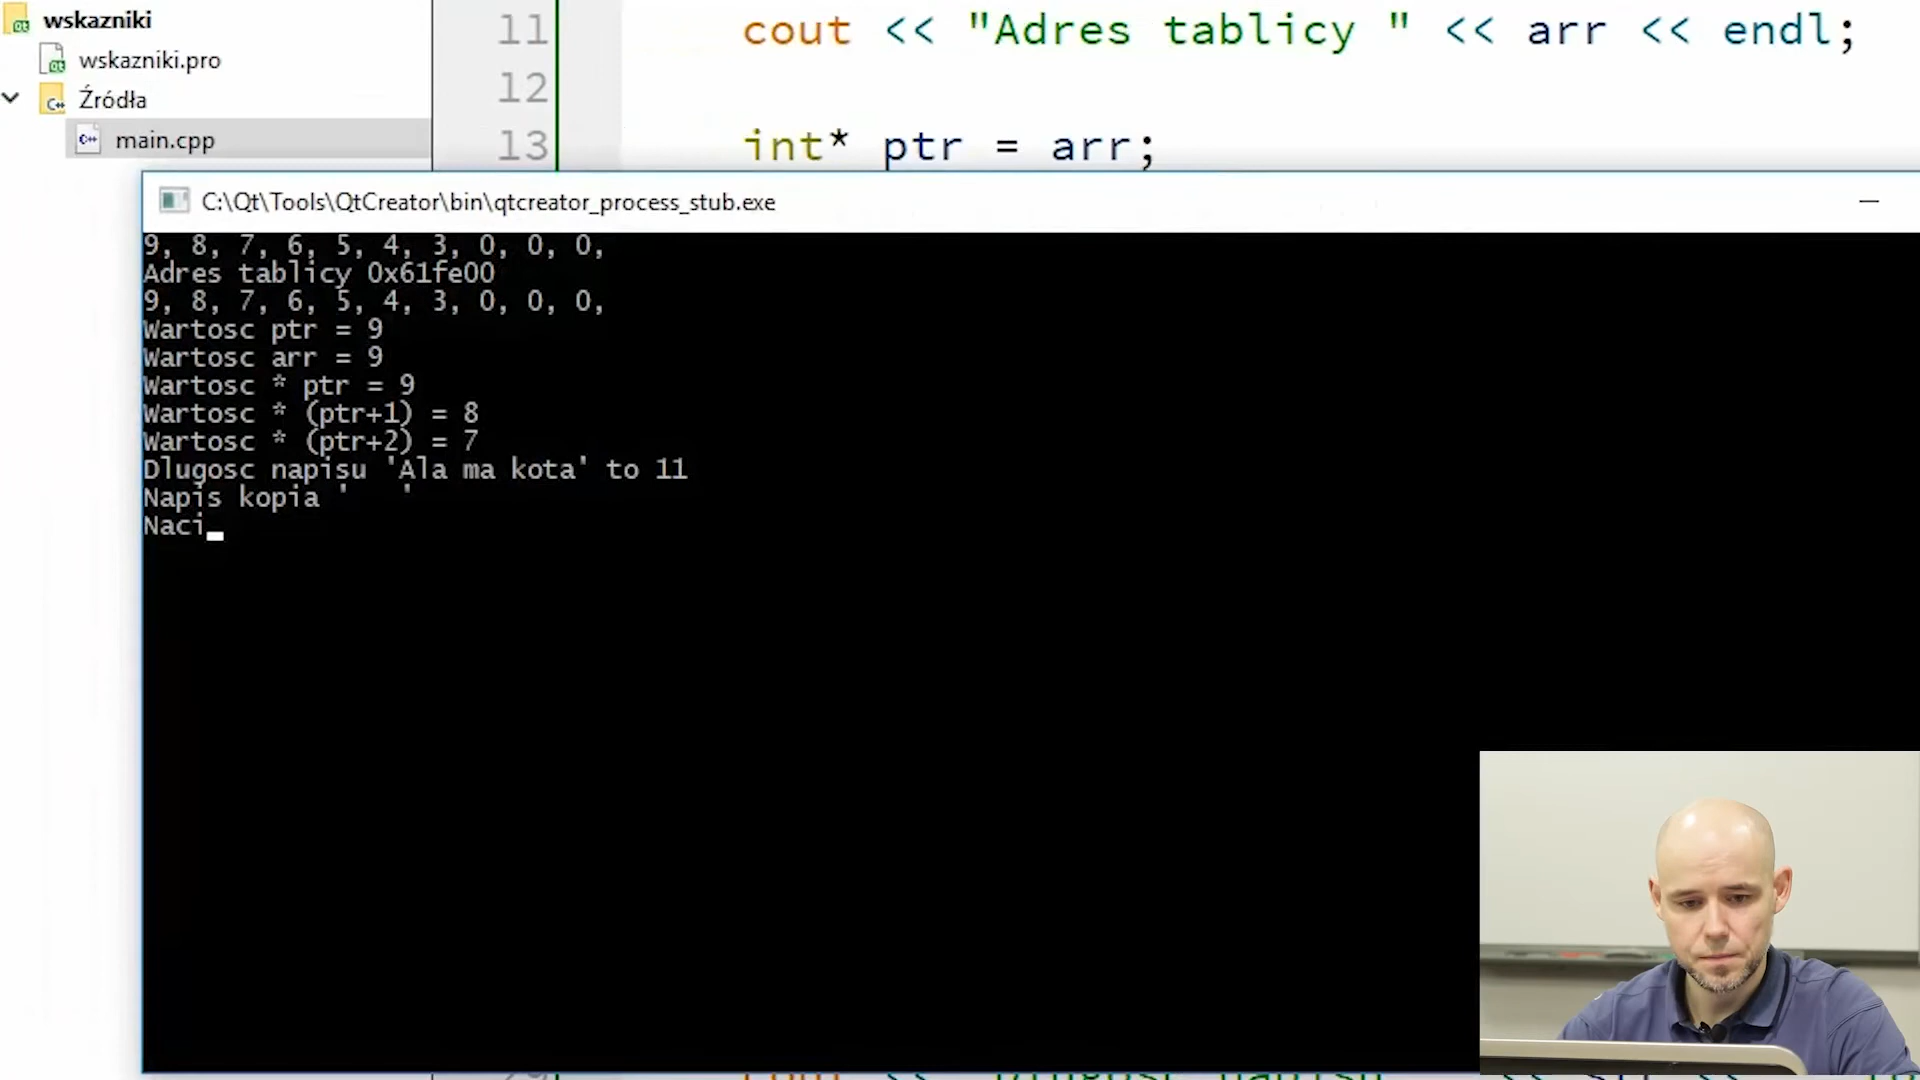 wskazniki
wskazniki.pro
Źródła
main.cpp
11 cout << "Adres tablicy " << arr << endl;
12
13 int* ptr = arr;
C:\Qt\Tools\QtCreator\bin\qtcreator_process_stub.exe
9, 8, 7, 6, 5, 4, 3, 0, 0, 0,
Adres tablicy 0x61fe00
9, 8, 7, 6, 5, 4, 3, 0, 0, 0,
Wartosc ptr = 9
Wartosc arr = 9
Wartosc * ptr = 9
Wartosc * (ptr+1) = 8
Wartosc * (ptr+2) = 7
Dlugosc napisu 'Ala ma kota' to 11
Napis kopia '   '
Naci